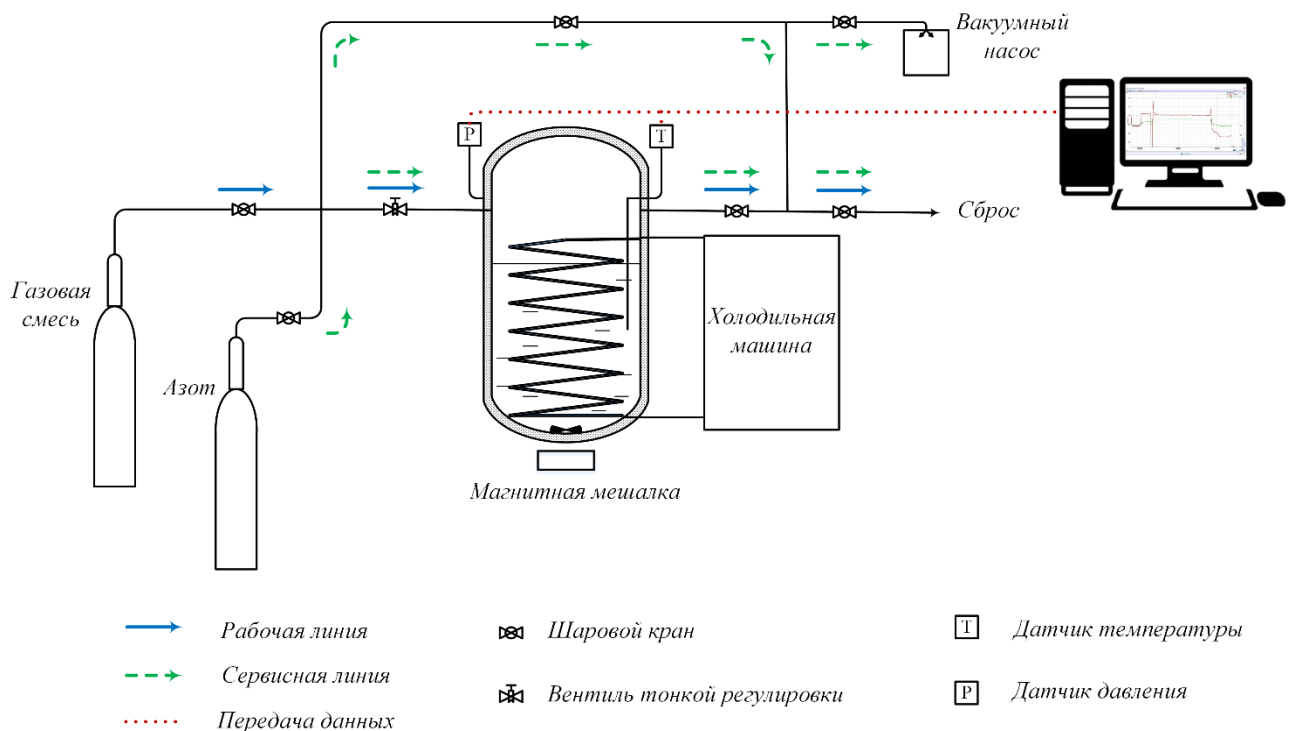 Вакуумный
насос
P
T
Сброс
Газовая
смесь
Холодильная
машина
Азот
Магнитная мешалка
Рабочая линия
Шаровой кран
T
Датчик температуры
Сервисная линия
Вентиль тонкой регулировки
P
Датчик давления
Передача данных